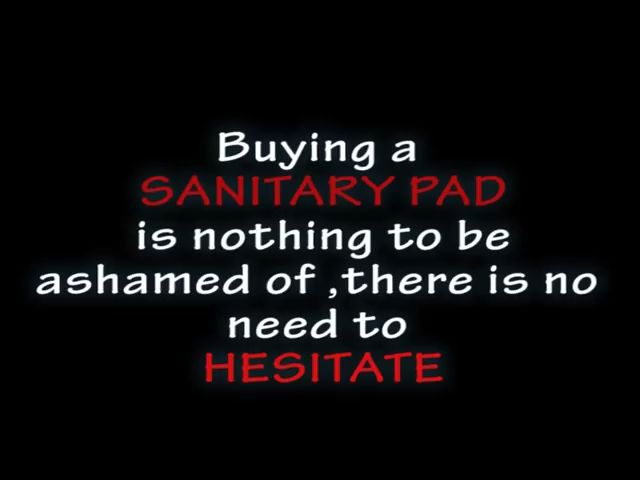 Buying a
SANITARY PAD
is nothing to be
ashamed of ,there is no
need to
HESITATE